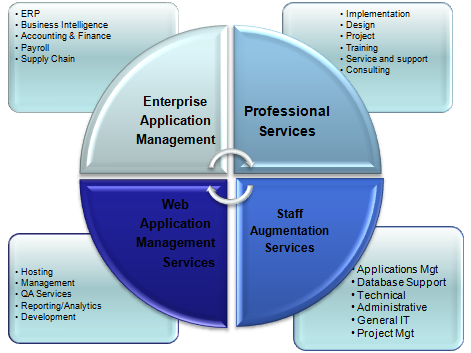 • ERP
• Business Intelligence
• Accounting & Finance
• Payroll
• Supply Chain
• Implementation
• Design
• Project
• Training
• Service and support
• Consulting
Enterprise
Application
Management
Professional
Services
Web
Application
Management
Services
Staff
Augmentation
Services
• Hosting
• Management
• QA Services
• Reporting/Analytics
• Development
• Applications Mgt
• Database Support
• Technical
• Administrative
• General IT
• Project Mgt